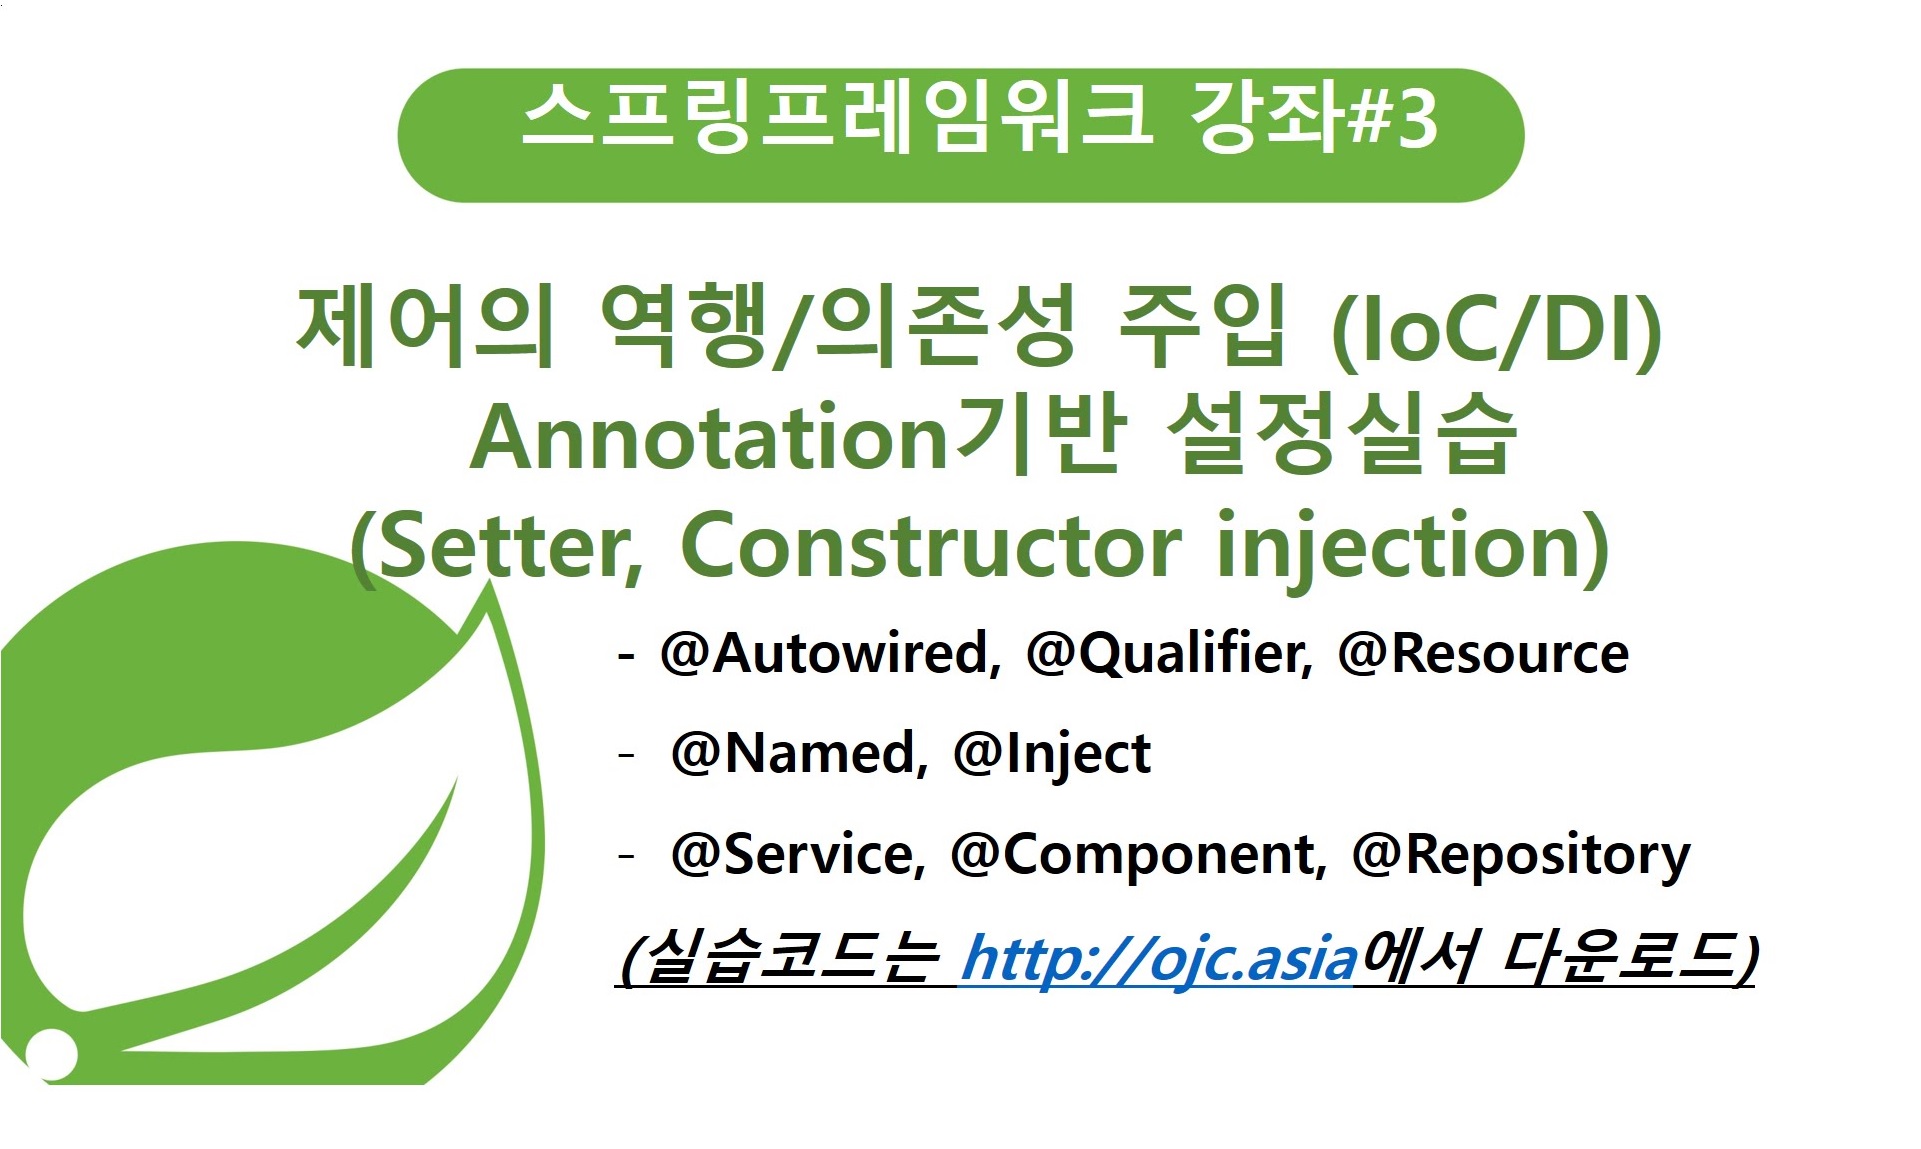 스프링프레임워크 강좌#3
제어의 역행/의존성 주입 (IoC/DI)
Annotation기반 설정실습
(Setter, Constructor injection)
- @Autowired, @Qualifier, @Resource
- @Named, @Inject
- @Service, @Component, @Repository
(실습코드는 http://ojc.asia에서 다운로드)